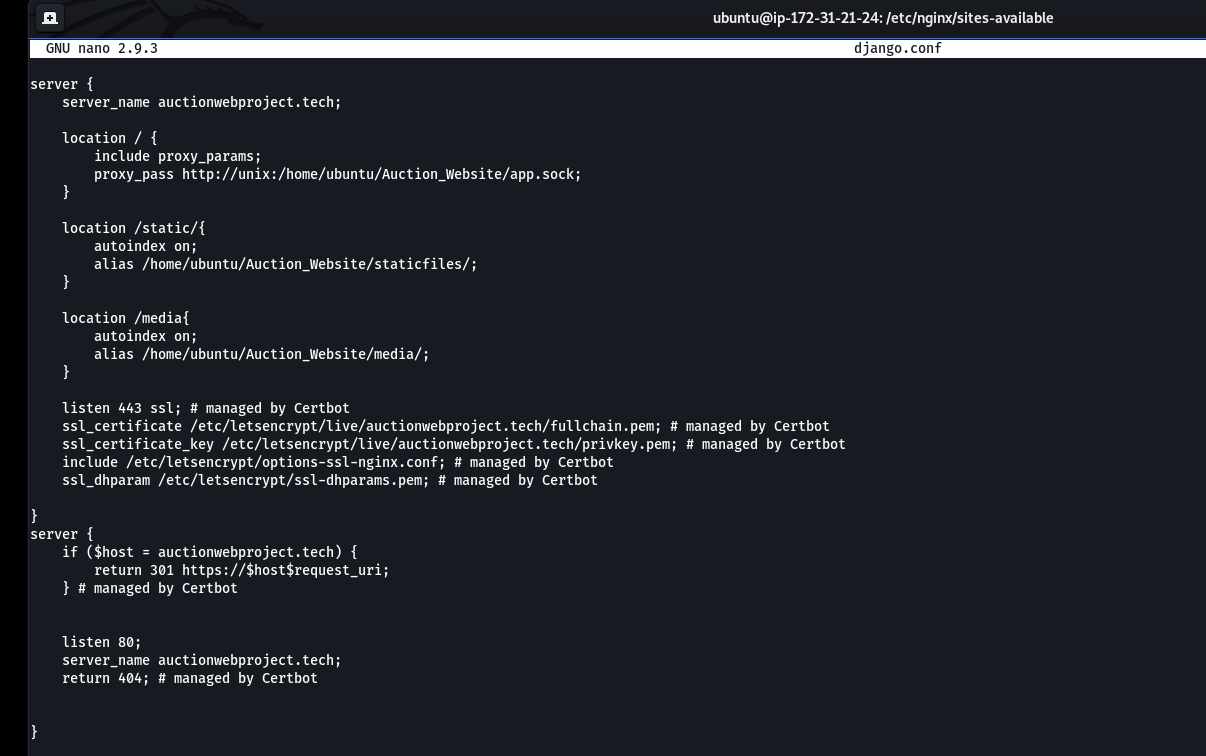 ubuntu@ip-172-31-21-24: /etc/nginx/sites-available
GNU nano 2.9.3 django.conf
server {
    server_name auctionwebproject.tech;
    location / {
        include proxy_params;
        proxy_pass http://unix:/home/ubuntu/Auction_Website/app.sock;
    }
    location /static/{
        autoindex on;
        alias /home/ubuntu/Auction_Website/staticfiles/;
    }
    location /media{
        autoindex on;
        alias /home/ubuntu/Auction_Website/media/;
    }
    listen 443 ssl; # managed by Certbot
    ssl_certificate /etc/letsencrypt/live/auctionwebproject.tech/fullchain.pem; # managed by Certbot
    ssl_certificate_key /etc/letsencrypt/live/auctionwebproject.tech/privkey.pem; # managed by Certbot
    include /etc/letsencrypt/options-ssl-nginx.conf; # managed by Certbot
    ssl_dhparam /etc/letsencrypt/ssl-dhparams.pem; # managed by Certbot
}
server {
    if ($host = auctionwebproject.tech) {
        return 301 https://$host$request_uri;
    } # managed by Certbot
    listen 80;
    server_name auctionwebproject.tech;
    return 404; # managed by Certbot
}